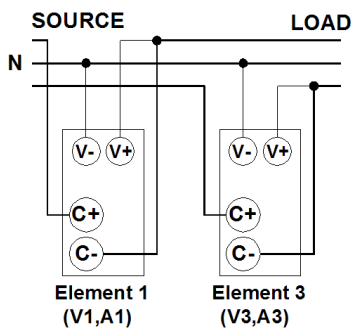 SOURCE
LOAD
N
V- V+ V- V+
C+ C+
C- C-
Element 1 Element 3
(V1,A1) (V3,A3)